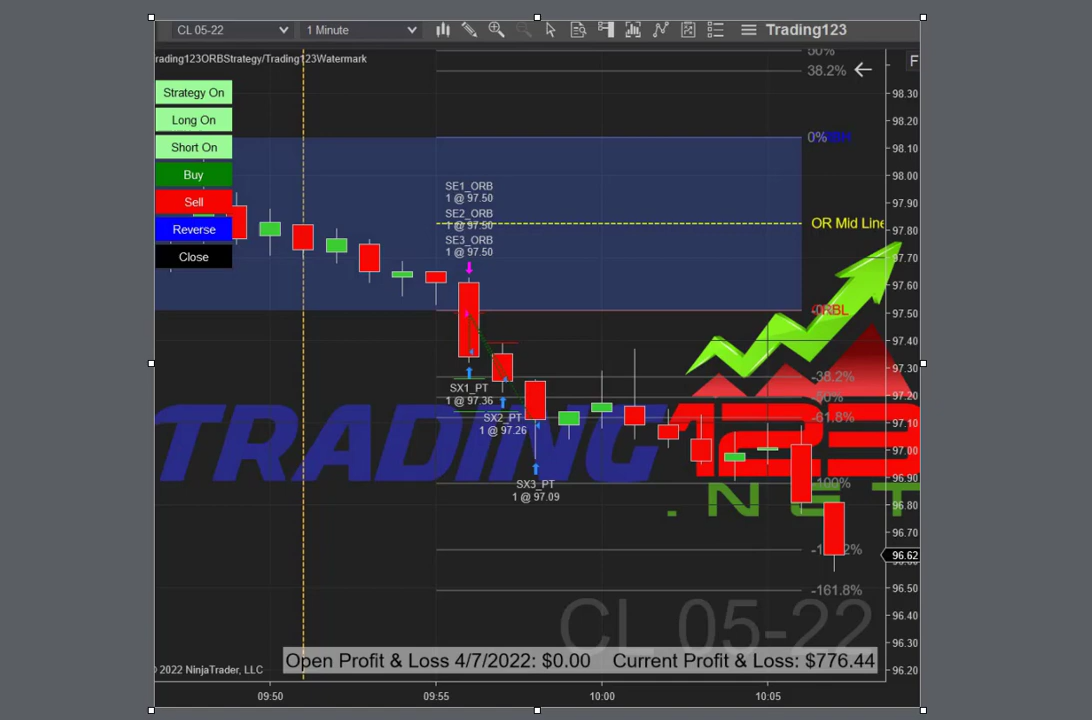 CL 05-22
1 Minute
Trading123
rading123ORBStrategy/Trading123Watermark
50%
38.2%
F
Strategy On
Long On
Short On
Buy
Sell
Reverse
Close
98.30
98.20
98.10
98.00
97.90
97.80
97.70
97.60
97.50
97.40
97.30
97.20
97.10
97.00
96.90
96.80
96.70
96.62
96.50
96.40
96.30
96.20
0%
SE1_ORB
1 @ 97.50
SE2_ORB
1 @ 97.50
SE3_ORB
1 @ 97.50
OR Mid Line
ORBL
-38.2%
-50%
-61.8%
SX1_PT
1 @ 97.36
SX2_PT
1 @ 97.26
SX3_PT
1 @ 97.09
TRADING
123
.NET
-100%
-161.8%
CL 05-22
Open Profit & Loss 4/7/2022: $0.00 Current Profit & Loss: $776.44
© 2022 NinjaTrader, LLC
09:50
09:55
10:00
10:05